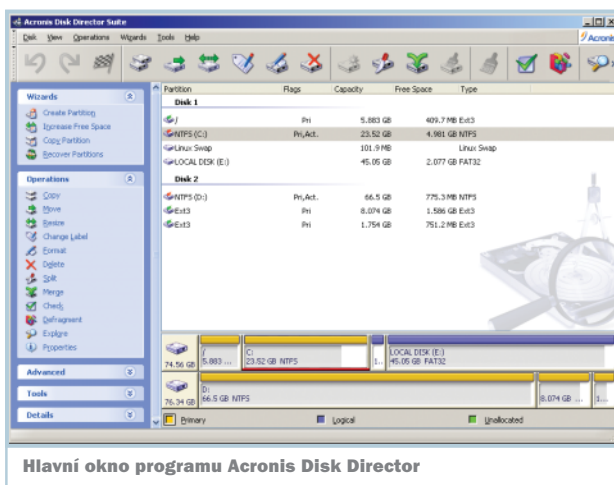 Acronis Disk Director Suite
Disk View Operations Wizards Tools Help
Acronis
Wizards
Create Partition
Increase Free Space
Copy Partition
Recover Partitions
Operations
Copy
Move
Resize
Change Label
Format
Delete
Split
Merge
Check
Defragment
Explore
Properties
Advanced
Tools
Details
Partition Flags Capacity Free Space Type
Disk 1
/ Pri 5.883 GB 409.7 MB Ext3
NTFS (C:) Pri,Act. 23.52 GB 4.981 GB NTFS
Linux Swap 101.9 MB Linux Swap
LOCAL DISK (E:) 45.05 GB 2.077 GB FAT32
Disk 2
NTFS (D:) Pri,Act. 66.5 GB 775.3 MB NTFS
Ext3 Pri 8.074 GB 1.586 GB Ext3
Ext3 Pri 1.754 GB 751.2 MB Ext3
74.56 GB
/
5.883 ...
C:
23.52 GB NTFS
1...
LOCAL DISK (E:)
45.05 GB FAT32
76.34 GB
D:
66.5 GB NTFS
8.074 GB ...
1...
Primary Logical Unallocated
Hlavní okno programu Acronis Disk Director